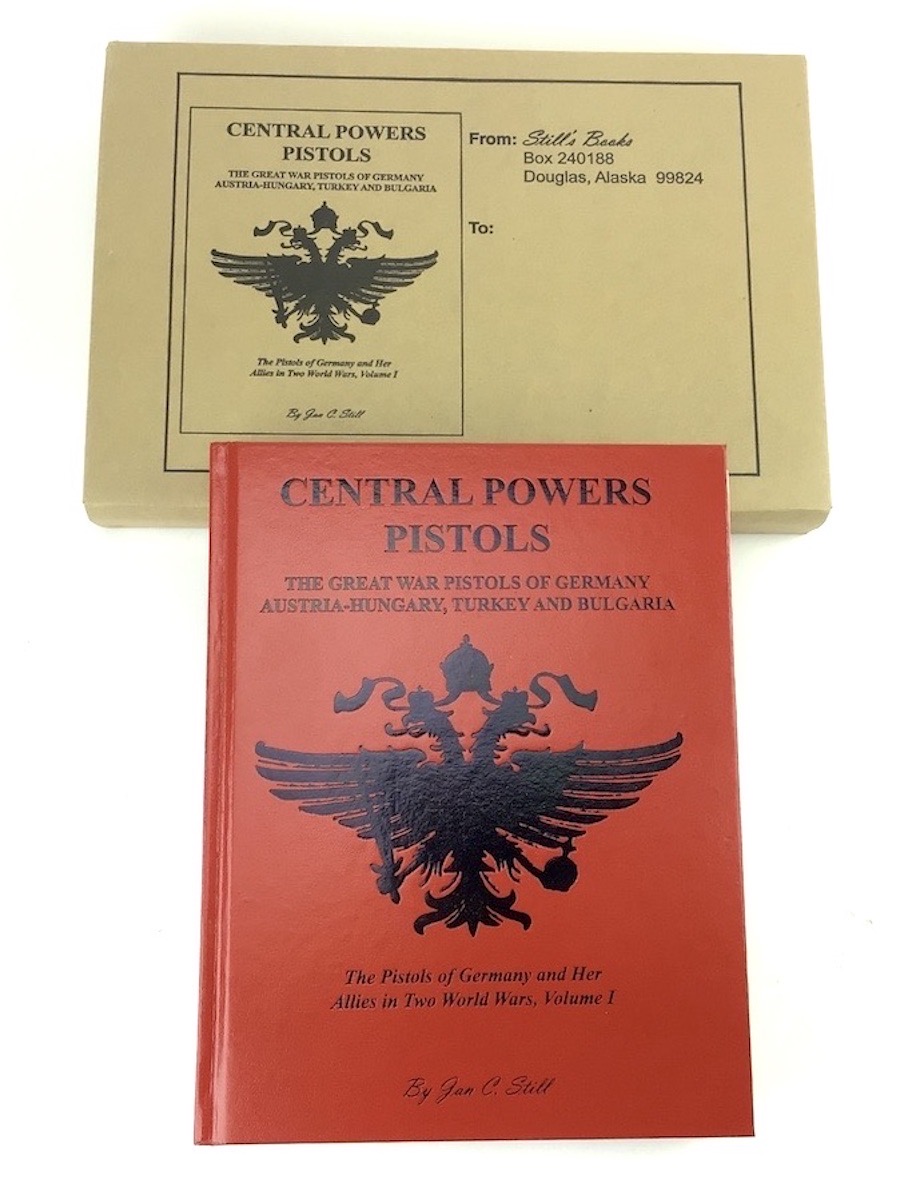 CENTRAL POWERS
PISTOLS
THE GREAT WAR PISTOLS OF GERMANY
AUSTRIA-HUNGARY, TURKEY AND BULGARIA
The Pistols of Germany and Her
Allies in Two World Wars, Volume I
By Jan C. Still
From: Still's Books
Box 240188
Douglas, Alaska 99824
To:
CENTRAL POWERS
PISTOLS
THE GREAT WAR PISTOLS OF GERMANY
AUSTRIA-HUNGARY, TURKEY AND BULGARIA
The Pistols of Germany and Her
Allies in Two World Wars, Volume I
By Jan C. Still